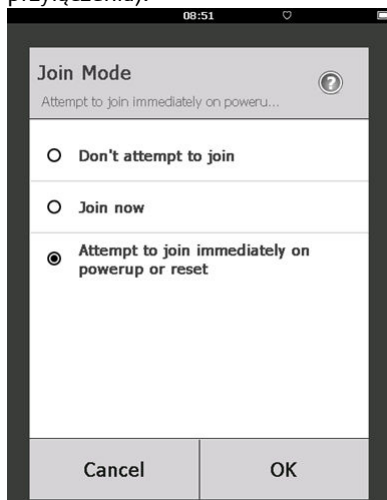 przyłączenia).
08:51
Join Mode
Attempt to join immediately on poweru...
Don't attempt to join
Join now
Attempt to join immediately on
powerup or reset
Cancel
OK